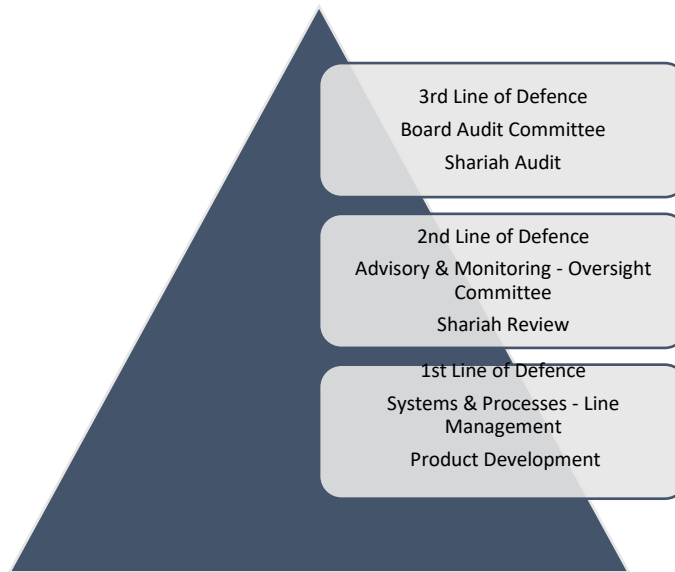 3rd Line of Defence
Board Audit Committee
Shariah Audit
2nd Line of Defence
Advisory & Monitoring - Oversight
Committee
Shariah Review
1st Line of Defence
Systems & Processes - Line
Management
Product Development